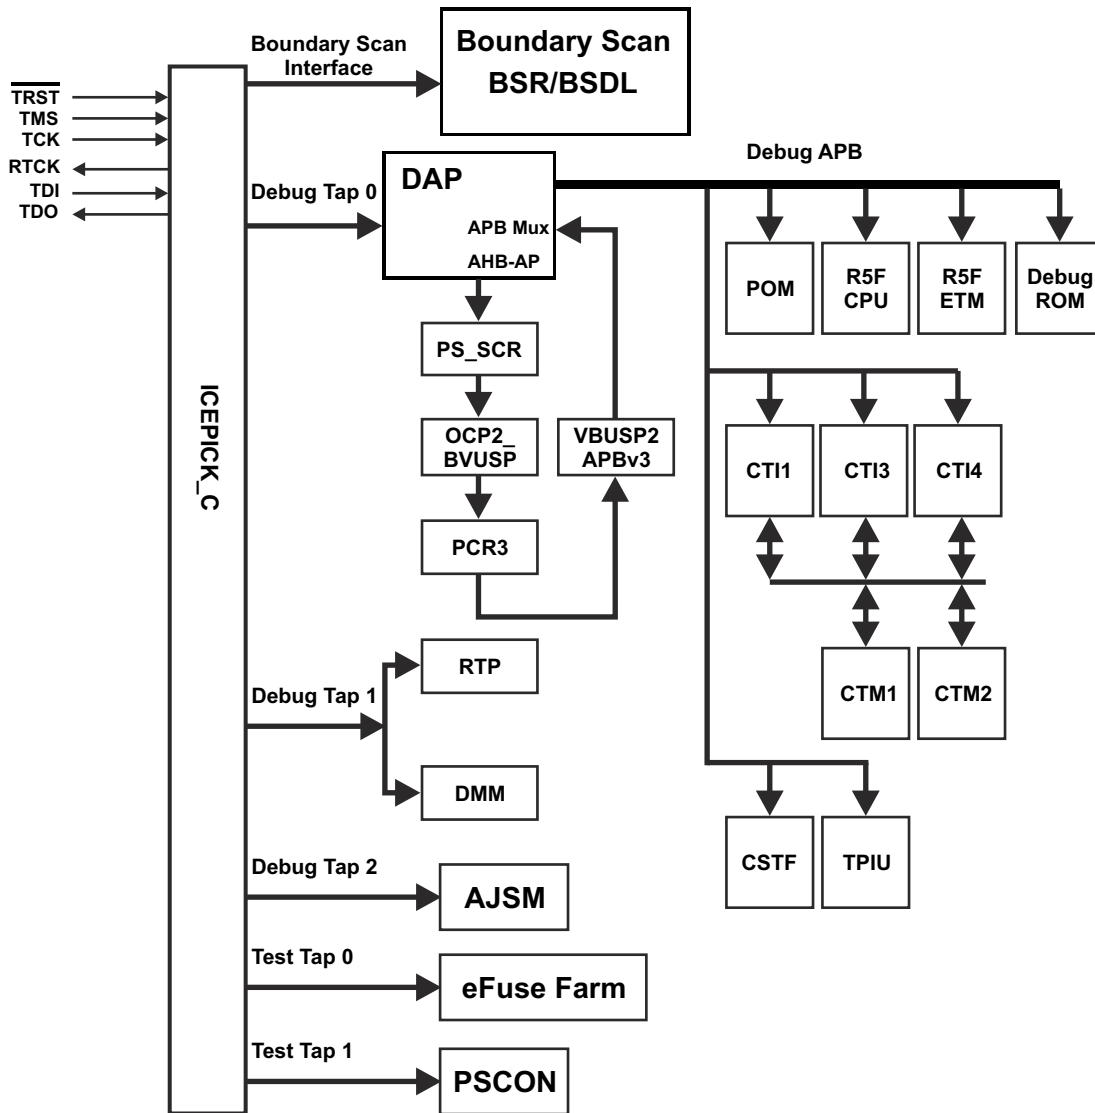 Boundary Scan
Interface
Boundary Scan
BSR/BSDL
TRST
TMS
TCK
RTCK
TDI
TDO
ICEPICK_C
Debug Tap 0
DAP
APB Mux
AHB-AP
Debug APB
POM
R5F
CPU
R5F
ETM
Debug
ROM
PS_SCR
OCP2_
BVUSP
VBUSP2
APBv3
PCR3
CTI1
CTI3
CTI4
CTM1
CTM2
Debug Tap 1
RTP
DMM
CSTF
TPIU
Debug Tap 2
AJSM
Test Tap 0
eFuse Farm
Test Tap 1
PSCON